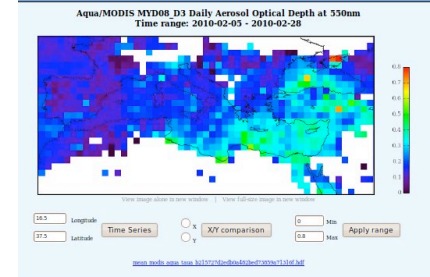 Aqua/MODIS MYD08_D3 Daily Aerosol Optical Depth at 550nm
Time range: 2010-02-05 - 2010-02-28
0.8
0.7
0.6
0.5
0.4
0.3
0.2
0.1
0
View image alone in new window | View full-size image in new window
16.5 Longitude
37.5 Latitude
Time Series
X
Y
X/Y comparison
0 Min
0.8 Max
Apply range